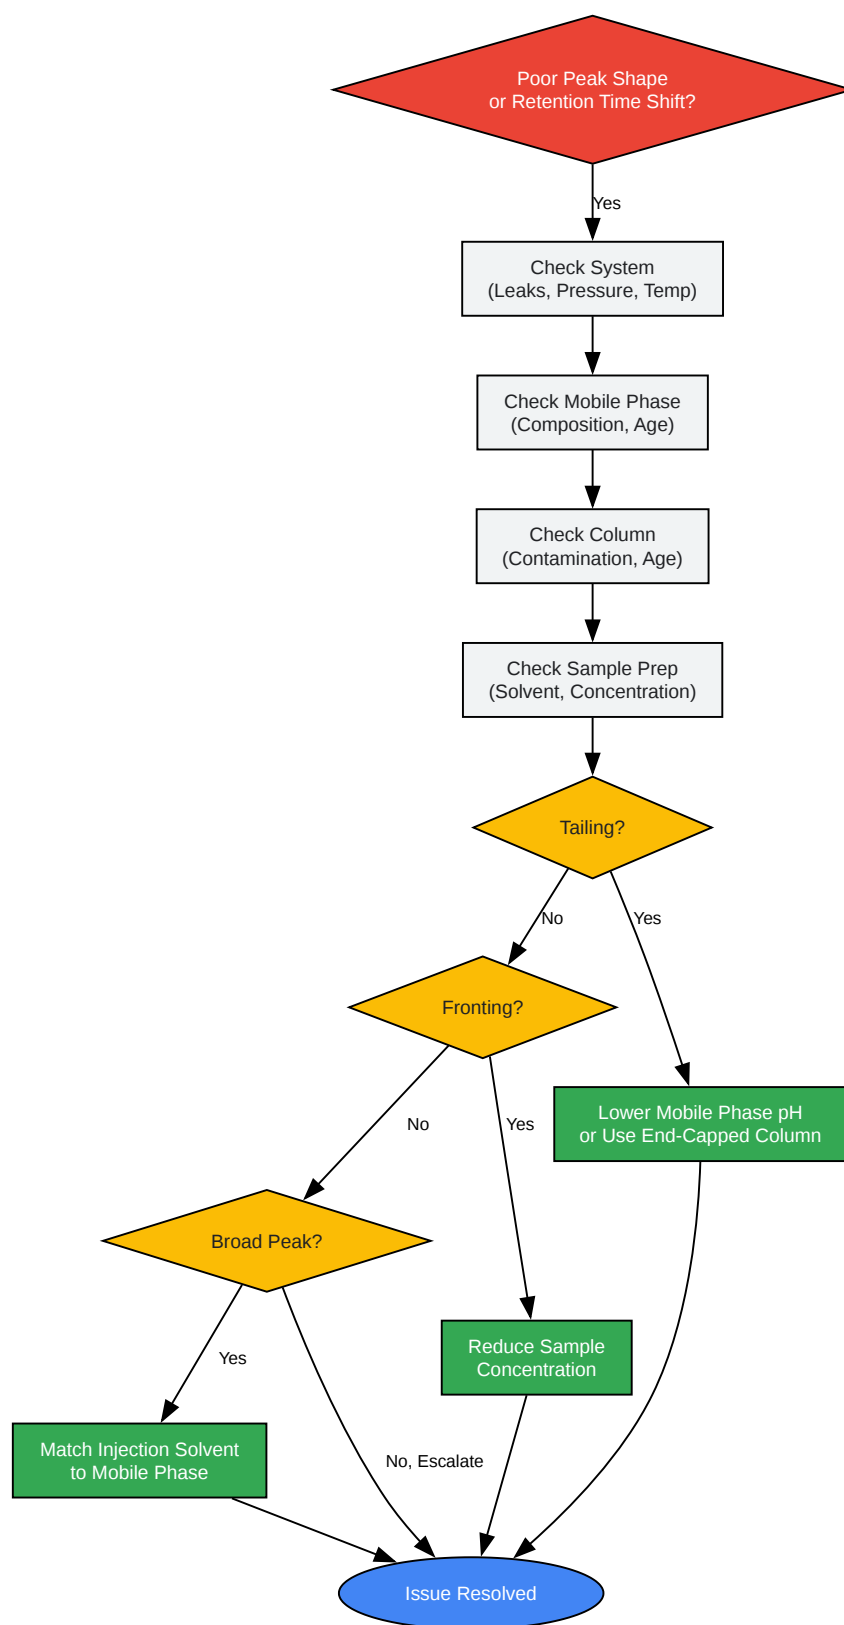 Poor Peak Shape
or Retention Time Shift?
Yes
Check System
(Leaks, Pressure, Temp)
Check Mobile Phase
(Composition, Age)
Check Column
(Contamination, Age)
Check Sample Prep
(Solvent, Concentration)
Tailing?
No
Yes
Fronting?
Lower Mobile Phase pH
or Use End-Capped Column
No
Yes
Broad Peak?
Reduce Sample
Concentration
Yes
No, Escalate
Match Injection Solvent
to Mobile Phase
Issue Resolved